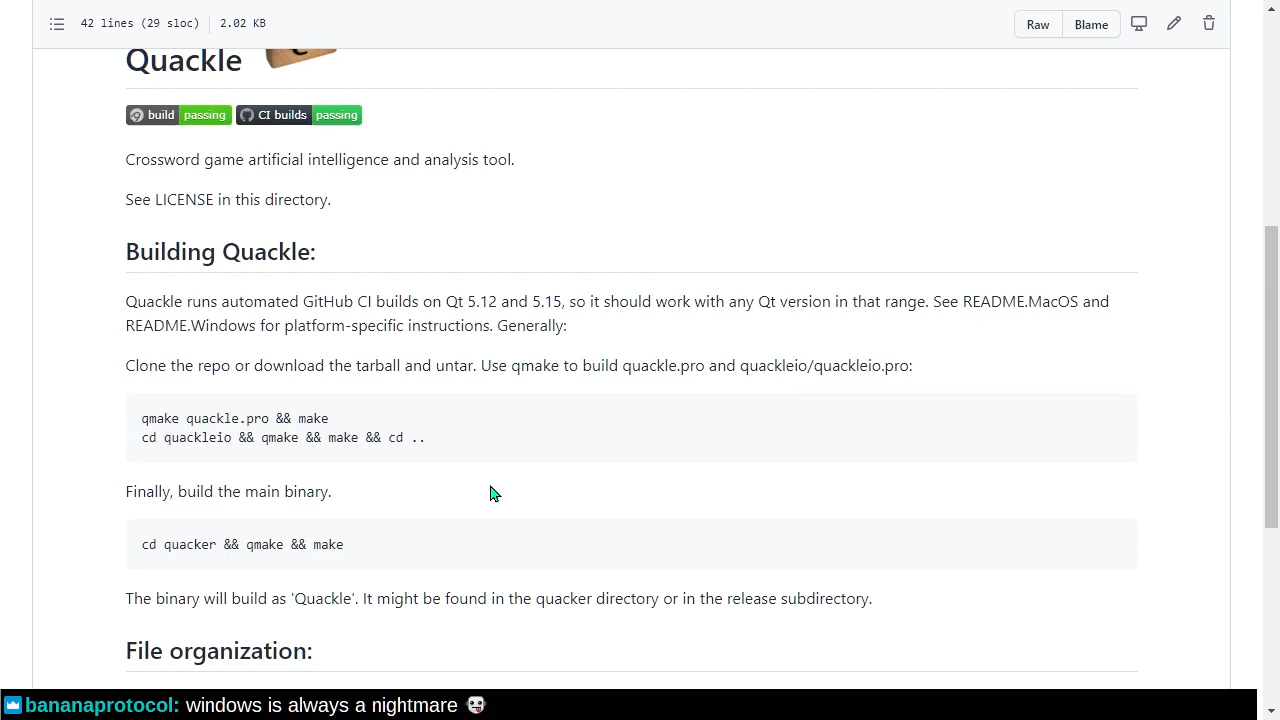 42 lines (29 sloc) 2.02 KB Raw Blame
Quackle
build passing CI builds passing
Crossword game artificial intelligence and analysis tool.
See LICENSE in this directory.
Building Quackle:
Quackle runs automated GitHub CI builds on Qt 5.12 and 5.15, so it should work with any Qt version in that range. See README.MacOS and
README.Windows for platform-specific instructions. Generally:
Clone the repo or download the tarball and untar. Use qmake to build quackle.pro and quackleio/quackleio.pro:
qmake quackle.pro && make
cd quackleio && qmake && make && cd ..
Finally, build the main binary.
cd quacker && qmake && make
The binary will build as 'Quackle'. It might be found in the quacker directory or in the release subdirectory.
File organization:
bananaprotocol: windows is always a nightmare 👻